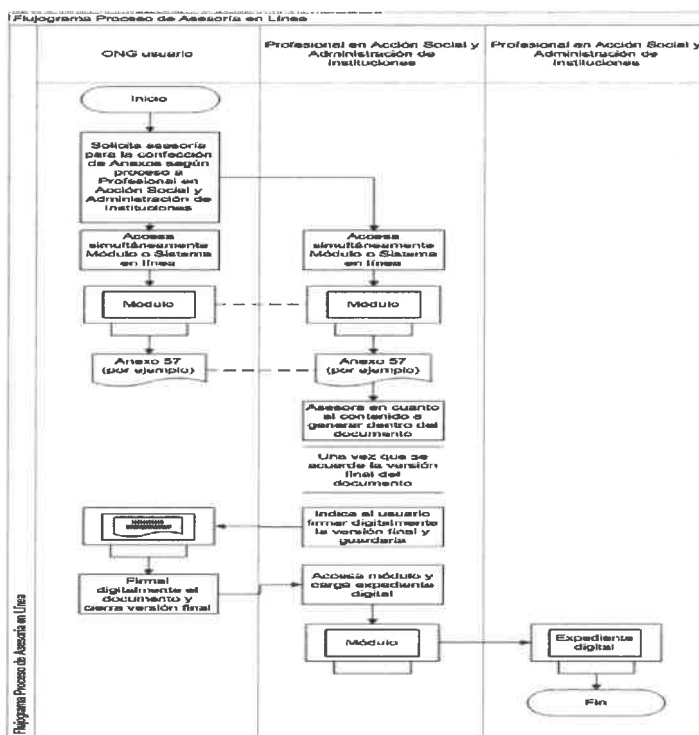 Flujograma Proceso de Asesoría en Línea
ONG usuario
Profesional en Acción Social y
Administración de
Instituciones
Profesional en Acción Social y
Administración de
Instituciones
Inicio
Solicita asesoría
para la confección
de Anexos según
proceso a
Profesional en
Acción Social y
Administración de
Instituciones
Accesa
simultáneamente
Módulo o Sistema
en línea
Accesa
simultáneamente
Módulo o Sistema
en línea
Módulo
Módulo
Anexo 57
(por ejemplo)
Anexo 57
(por ejemplo)
Asesora en cuanto
al contenido a
generar dentro del
documento
Una vez que se
acuerde la versión
final del
documento
Indica al usuario
firmar digitalmente
la versión final y
guardarla
Firmal
digitalmente el
documento y
cierra versión final
Accesa módulo y
carga expediente
digital
Módulo
Expediente
digital
Fin
Flujograma Proceso de Asesoría en Línea